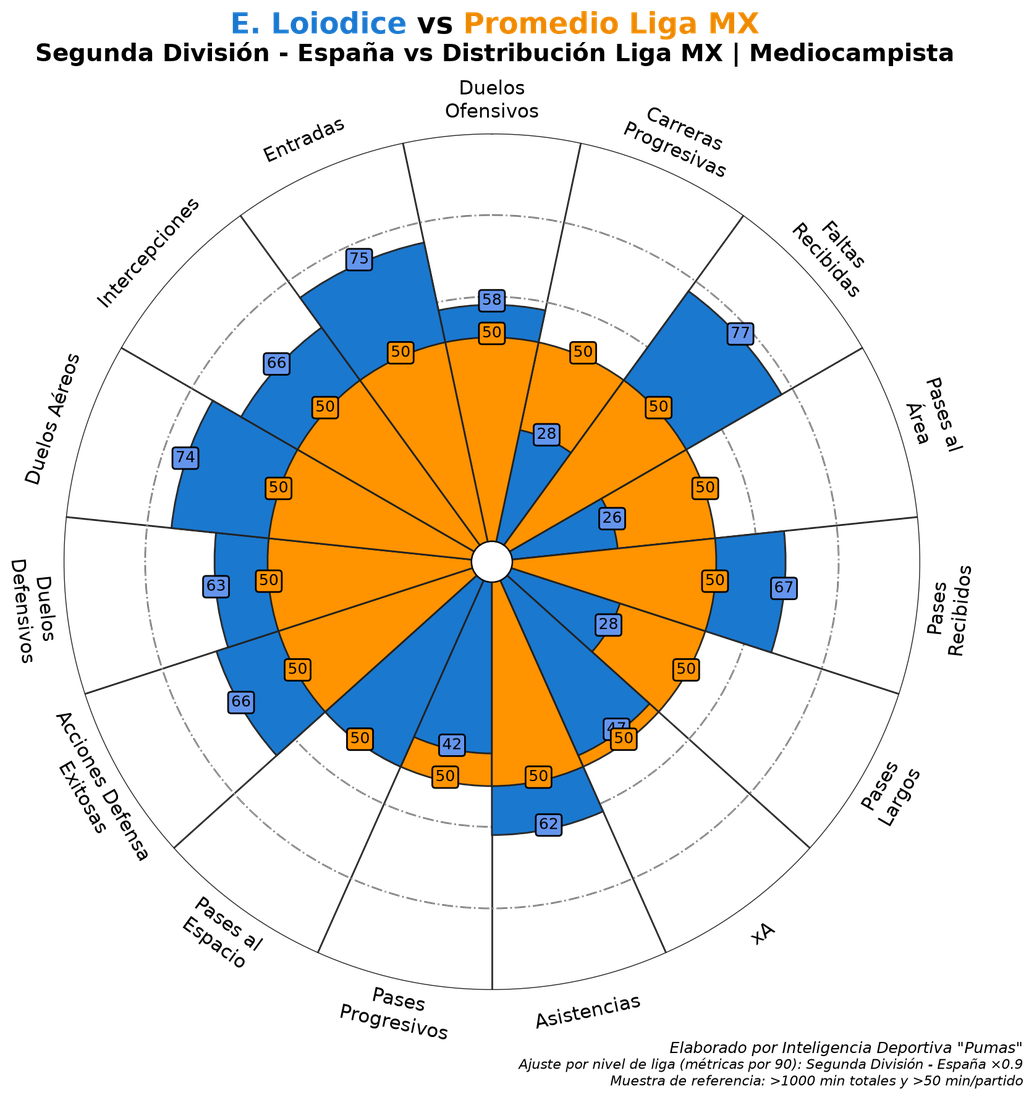 E. Loiodice vs Promedio Liga MX
Segunda División - España vs Distribución Liga MX | Mediocampista
Duelos
Ofensivos
Carreras
Progresivas
Faltas
Recibidas
Pases al
Área
Pases
Recibidos
Pases
Largos
xA
Asistencias
Pases
Progresivos
Pases al
Espacio
Acciones Defensa
Exitosas
Duelos
Defensivos
Duelos Aéreos
Intercepciones
Entradas
58
50
28
50
77
50
26
50
67
50
28
50
47
50
62
50
42
50
50
66
50
63
50
74
50
66
50
75
50
Elaborado por Inteligencia Deportiva "Pumas"
Ajuste por nivel de liga (métricas por 90): Segunda División - España ×0.9
Muestra de referencia: >1000 min totales y >50 min/partido